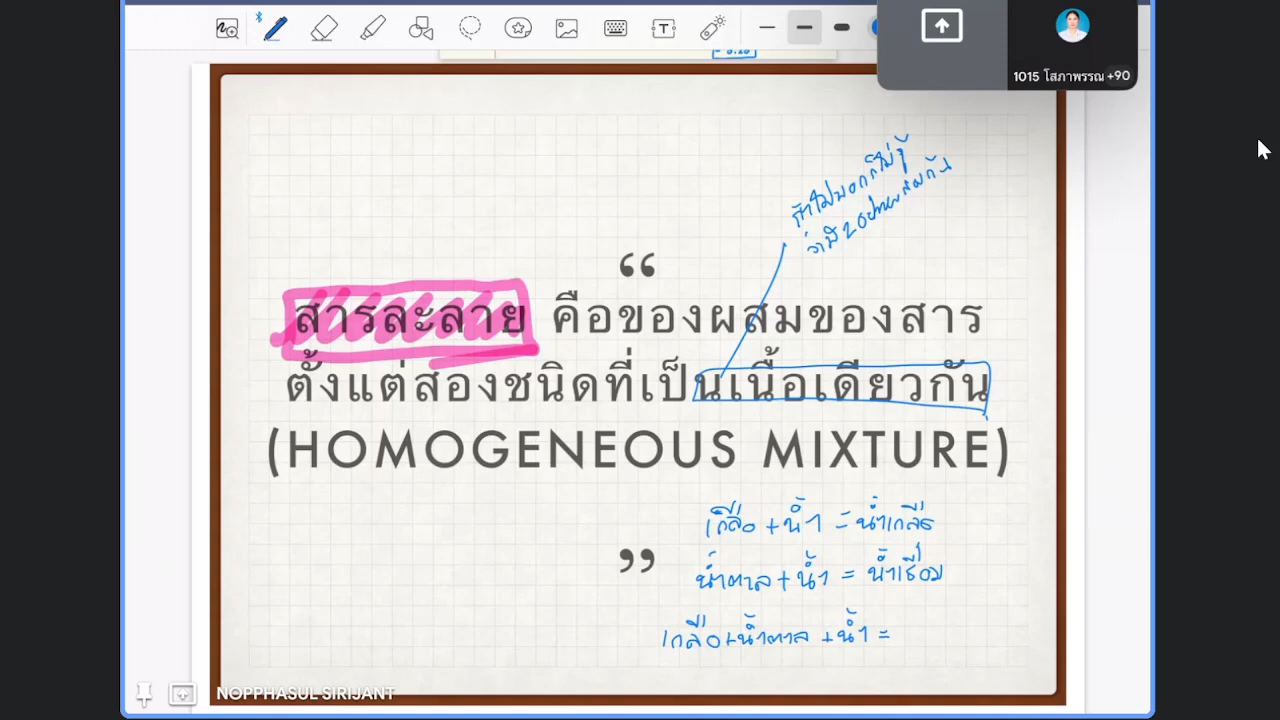 1015 โสภาพรรณ +90
ถ้าไม่บอกก็ไม่รู้
ว่ามี 2 อย่างผสมกัน
“
สารละลาย คือของผสมของสาร
ตั้งแต่สองชนิดที่เป็นเนื้อเดียวกัน
(HOMOGENEOUS MIXTURE)
เกลือ + น้ำ = น้ำเกลือ
”
น้ำตาล + น้ำ = น้ำเชื่อม
เกลือ + น้ำตาล + น้ำ =
NOPPHASUL SIRIJANT